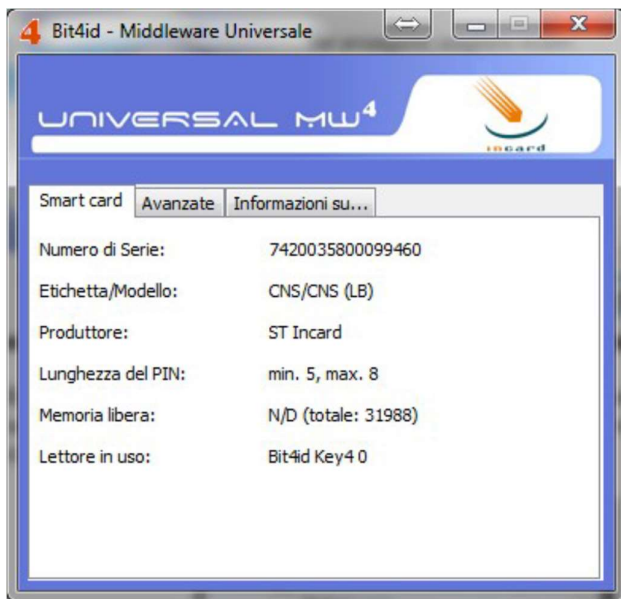 4 Bit4id - Middleware Universale
UNIVERSAL MW4
incard
Smart card Avanzate Informazioni su...
Numero di Serie: 7420035800099460
Etichetta/Modello: CNS/CNS (LB)
Produttore: ST Incard
Lunghezza del PIN: min. 5, max. 8
Memoria libera: N/D (totale: 31988)
Lettore in uso: Bit4id Key4 0